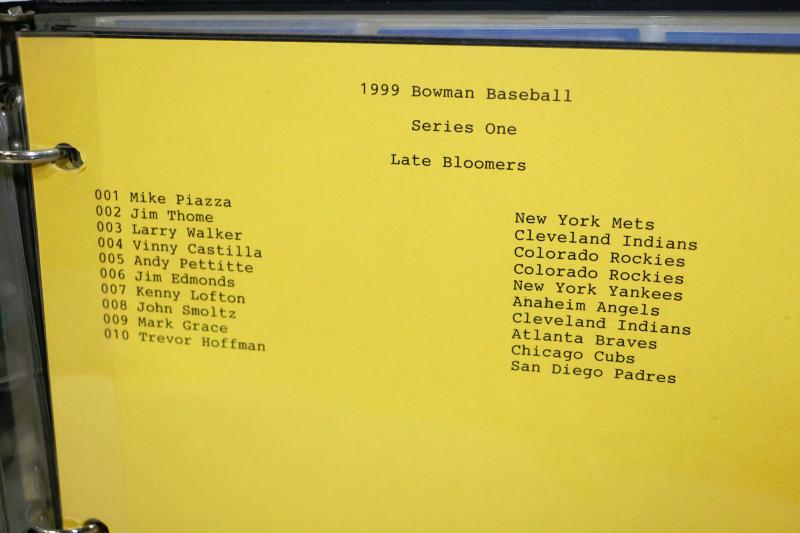 1999 Bowman Baseball
Series One
Late Bloomers
001 Mike Piazza New York Mets
002 Jim Thome Cleveland Indians
003 Larry Walker Colorado Rockies
004 Vinny Castilla Colorado Rockies
005 Andy Pettitte New York Yankees
006 Jim Edmonds Anaheim Angels
007 Kenny Lofton Cleveland Indians
008 John Smoltz Atlanta Braves
009 Mark Grace Chicago Cubs
010 Trevor Hoffman San Diego Padres